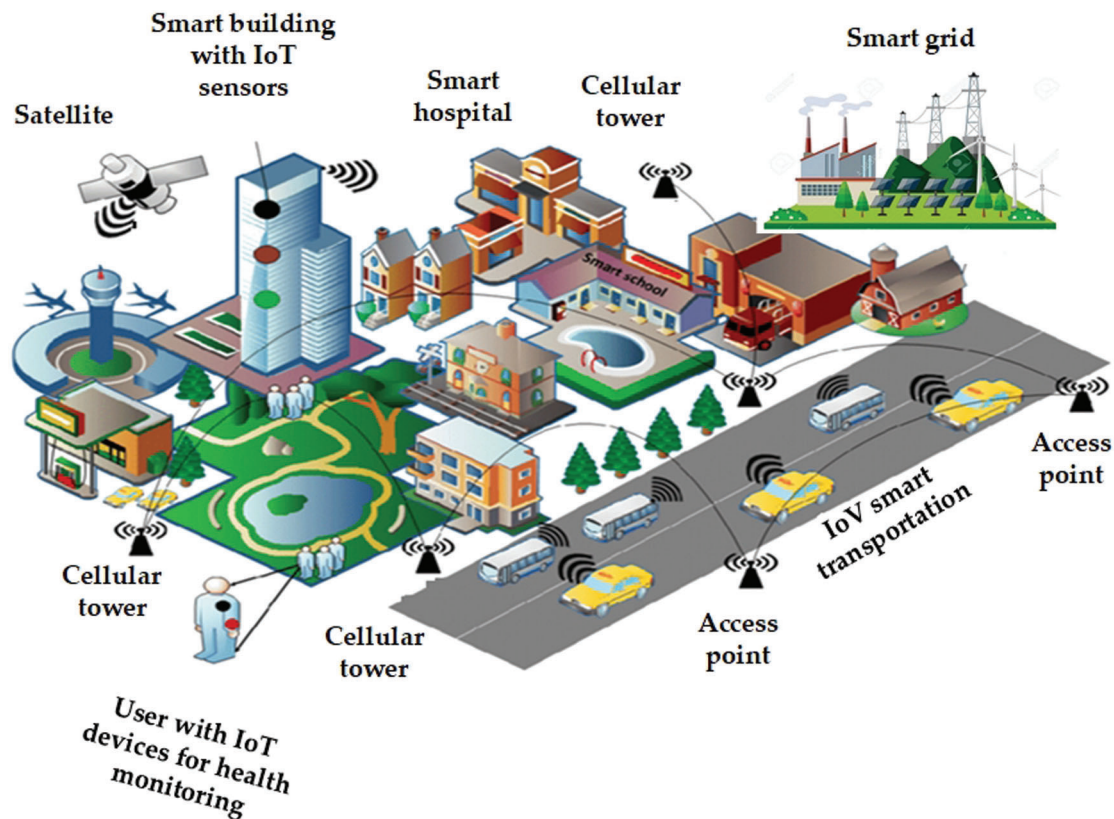 Smart building
with IoT
sensors
Smart grid
Smart
hospital
Cellular
tower
Satellite
Smart school
Access
point
IoV smart
transportation
Cellular
tower
Cellular
tower
Access
point
User with IoT
devices for health
monitoring